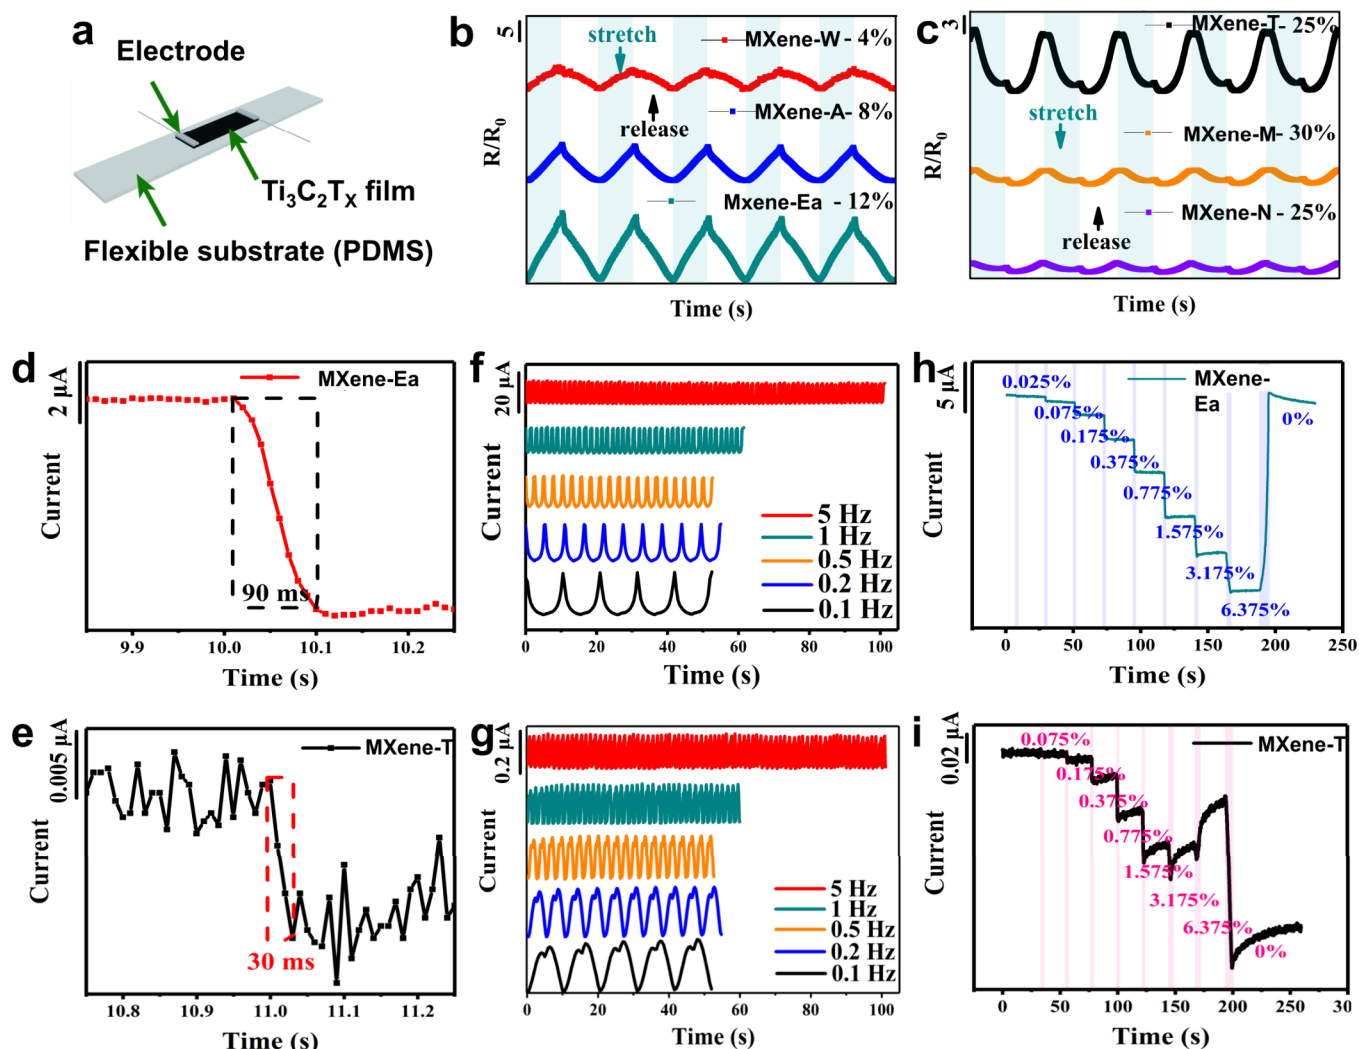 a
Electrode
Ti3C2TX film
Flexible substrate (PDMS)
b
5
R/R0
stretch
release
MXene-W - 4%
MXene-A - 8%
Mxene-Ea - 12%
Time (s)
c
3
R/R0
MXene-T - 25%
stretch
MXene-M - 30%
MXene-N - 25%
release
Time (s)
d
2 µA
Current
MXene-Ea
90 ms
9.9 10.0 10.1 10.2
Time (s)
f
20 µA
Current
5 Hz
1 Hz
0.5 Hz
0.2 Hz
0.1 Hz
0 20 40 60 80 100
Time (s)
h
5 µA
Current
MXene-
Ea
0.025%
0.075%
0.175%
0.375%
0.775%
1.575%
3.175%
6.375%
0%
0 50 100 150 200 250
Time (s)
e
0.005 µA
Current
MXene-T
30 ms
10.8 10.9 11.0 11.1 11.2
Time (s)
g
0.2 µA
Current
5 Hz
1 Hz
0.5 Hz
0.2 Hz
0.1 Hz
0 20 40 60 80 100
Time (s)
i
0.02 µA
Current
MXene-T
0.075%
0.175%
0.375%
0.775%
1.575%
3.175%
6.375%
0%
0 50 100 150 200 250 30
Time (s)